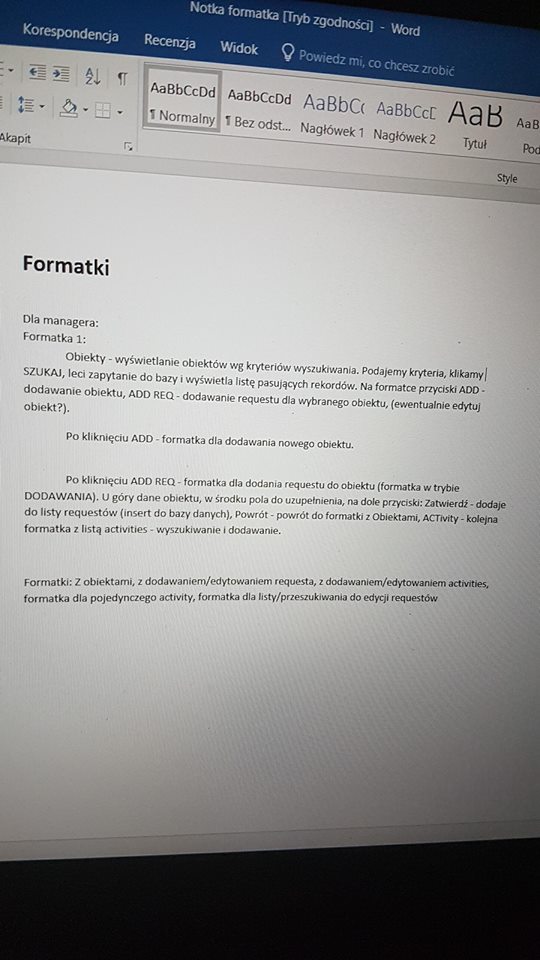 Notka formatka [Tryb zgodności] - Word
Korespondencja Recenzja Widok Powiedz mi, co chcesz zrobić
AaBbCcDd AaBbCcDd AaBbC( AaBbCcD AaB AaB
¶ Normalny ¶ Bez odst... Nagłówek 1 Nagłówek 2 Tytuł Pod
Akapit Style
Formatki
Dla managera:
Formatka 1:
Obiekty - wyświetlanie obiektów wg kryteriów wyszukiwania. Podajemy kryteria, klikamy
SZUKAJ, leci zapytanie do bazy i wyświetla listę pasujących rekordów. Na formatce przyciski ADD -
dodawanie obiektu, ADD REQ - dodawanie requestu dla wybranego obiektu, (ewentualnie edytuj
obiekt?).
Po kliknięciu ADD - formatka dla dodawania nowego obiektu.
Po kliknięciu ADD REQ - formatka dla dodania requestu do obiektu (formatka w trybie
DODAWANIA). U góry dane obiektu, w środku pola do uzupełnienia, na dole przyciski: Zatwierdź - dodaje
do listy requestów (insert do bazy danych), Powrót - powrót do formatki z Obiektami, ACTivity - kolejna
formatka z listą activities - wyszukiwanie i dodawanie.
Formatki: Z obiektami, z dodawaniem/edytowaniem requesta, z dodawaniem/edytowaniem activities,
formatka dla pojedynczego activity, formatka dla listy/przeszukiwania do edycji requestów